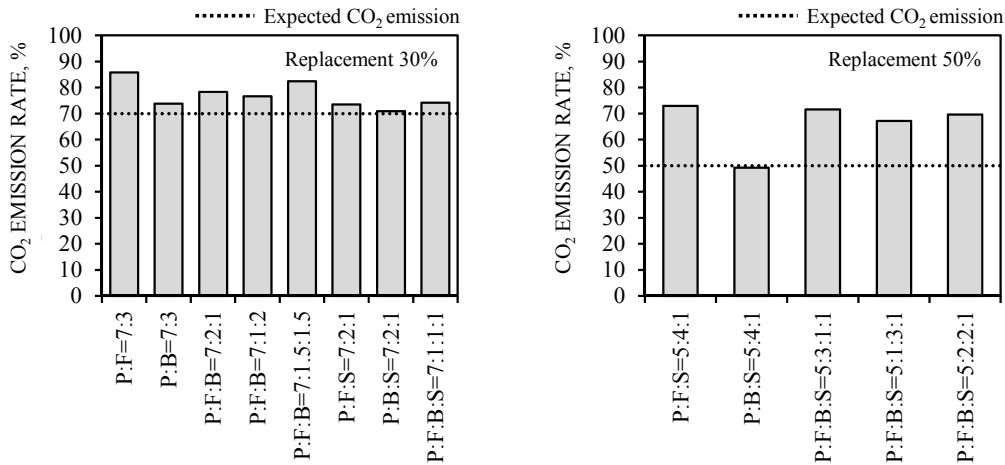 Expected CO₂ emission
CO₂ EMISSION RATE, %
100
90
80
70
60
50
40
30
20
10
0
Replacement 30%
P:F=7:3
P:B=7:3
P:F:B=7:2:1
P:F:B=7:1:2
P:F:B=7:1.5:1.5
P:F:S=7:2:1
P:B:S=7:2:1
P:F:B:S=7:1:1:1
Expected CO₂ emission
CO₂ EMISSION RATE, %
100
90
80
70
60
50
40
30
20
10
0
Replacement 50%
P:F:S=5:4:1
P:B:S=5:4:1
P:F:B:S=5:3:1:1
P:F:B:S=5:1:3:1
P:F:B:S=5:2:2:1